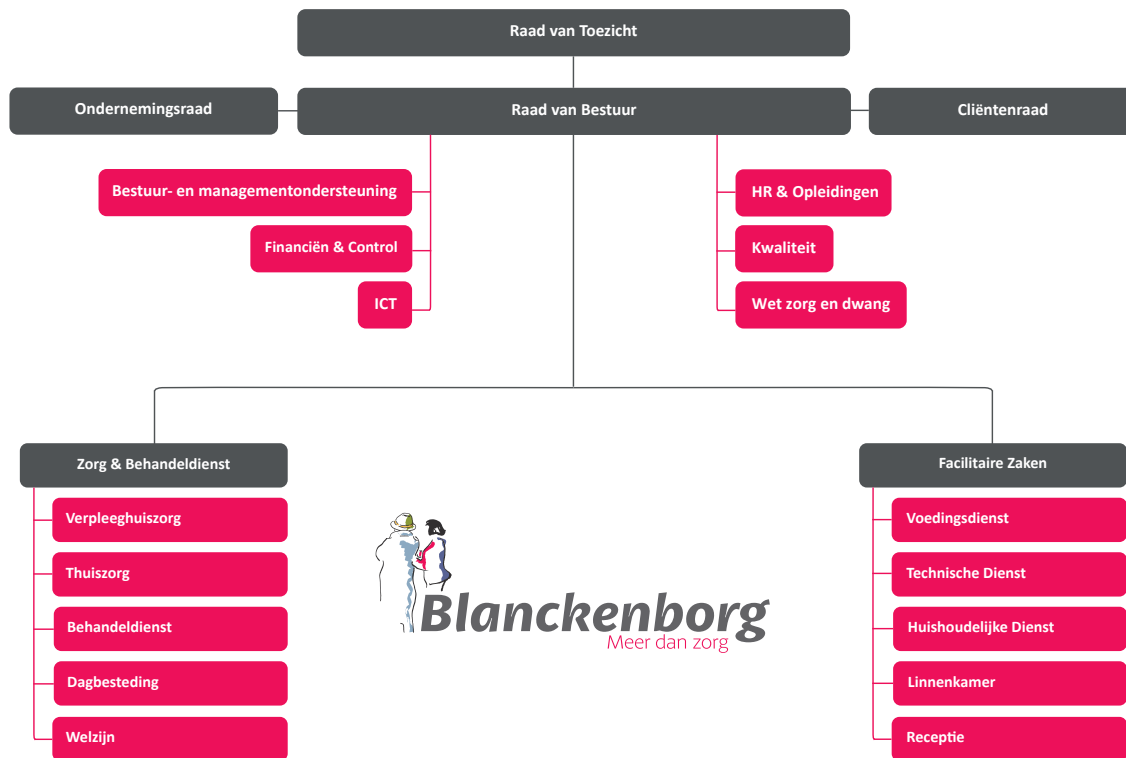 Raad van Toezicht
Ondernemingsraad
Raad van Bestuur
Cliëntenraad
Bestuur- en managementondersteuning
Financiën & Control
ICT
HR & Opleidingen
Kwaliteit
Wet zorg en dwang
Zorg & Behandeldienst
Verpleeghuiszorg
Thuiszorg
Behandeldienst
Dagbesteding
Welzijn
Blanckenborg
Meer dan zorg
Facilitaire Zaken
Voedingsdienst
Technische Dienst
Huishoudelijke Dienst
Linnenkamer
Receptie